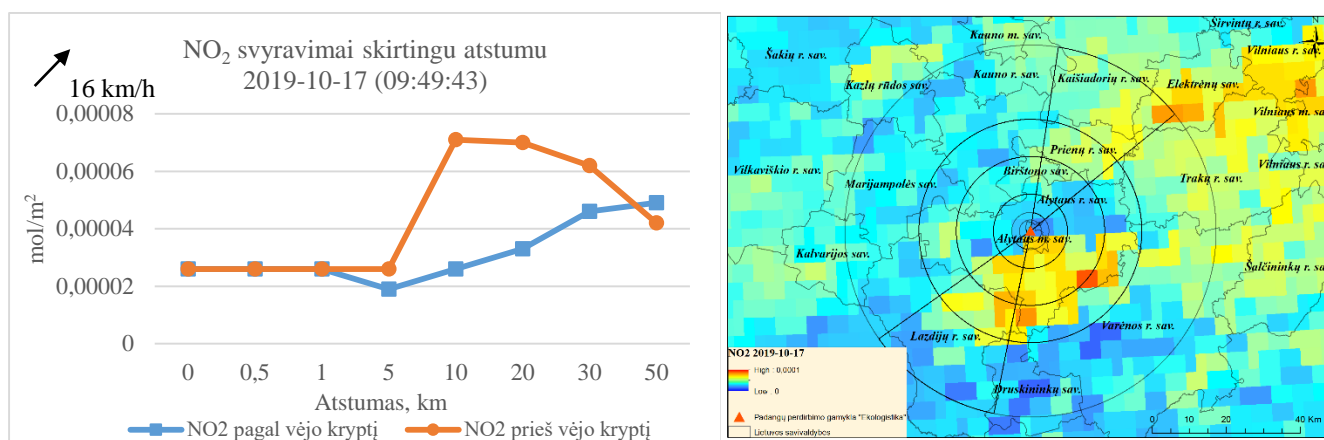 16 km/h
NO₂ svyravimai skirtingu atstumu
2019-10-17 (09:49:43)
mol/m²
0,00008
0,00006
0,00004
0,00002
0
0 0,5 1 5 10 20 30 50
Atstumas, km
NO2 pagal vėjo kryptį NO2 prieš vėjo kryptį
Širvintų r. sav.
Kauno m. sav.
N
Šakių r. sav.
Vilniaus r. sav.
Kauno r. sav.
Kaišiadorių r. sav.
Kazlų rūdos sav.
Elektrėnų sav.
Vilniaus m. sa
Prienų r. sav.
Vilniaus r. sa
Vilkaviškio r. sav.
Birštono sav.
Marijampolės sav.
Trakų r. sav.
Alytaus r. sav.
Alytaus m. sav.
Kalvarijos sav.
Šalčininkų r. sa
Varėnos r. sav.
Lazdijų r. sav.
Druskininkų sav.
NO2 2019-10-17
High : 0.0001
Low : 0
Padangų perdirbimo gamykla "Ekologistika"
Lietuvos savivaldybės
0 10 20 40 Km